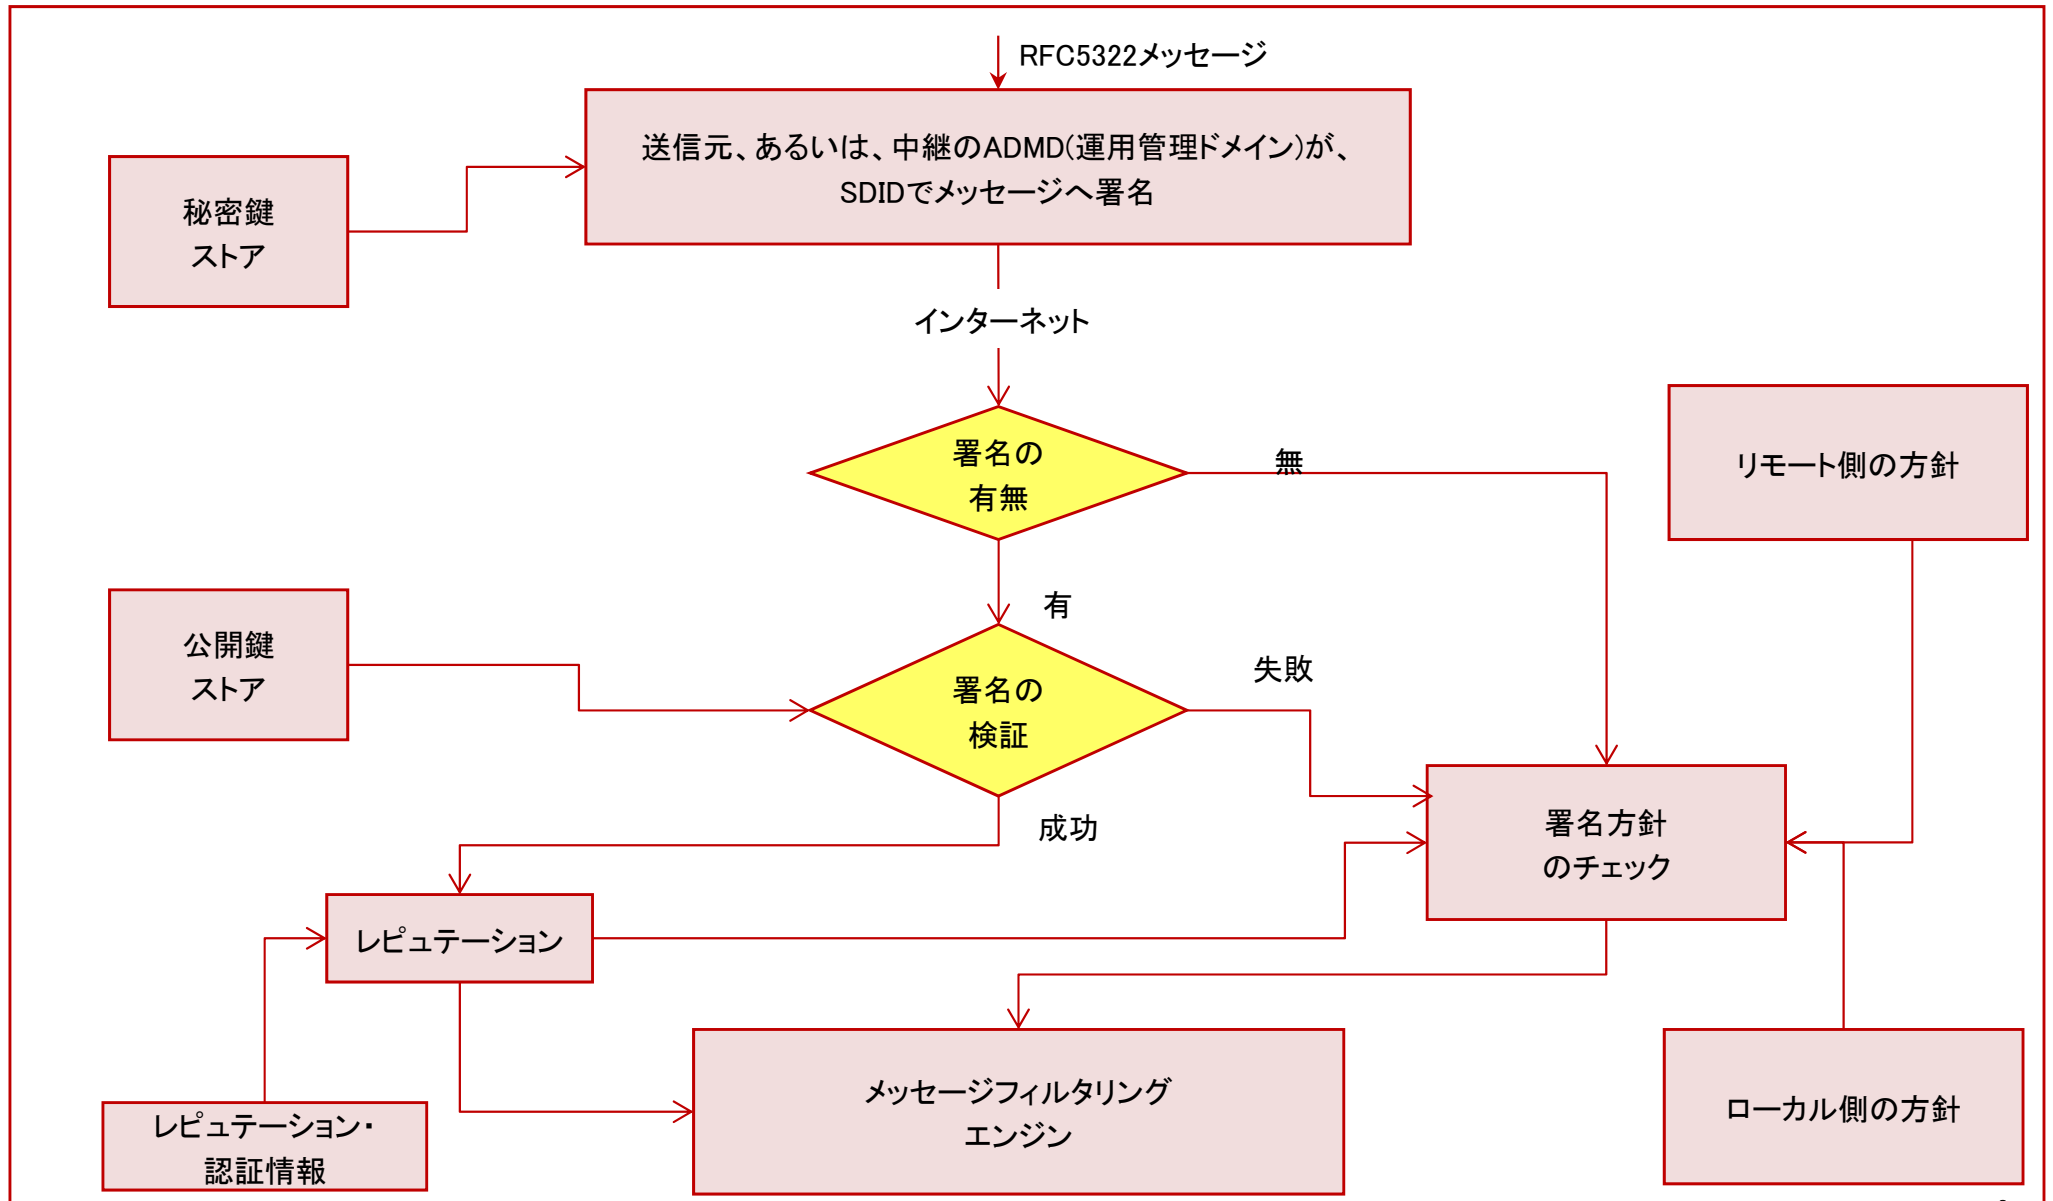 RFC5322メッセージ
送信元、あるいは、中継のADMD(運用管理ドメイン)が、
SDIDでメッセージへ署名
秘密鍵
ストア
インターネット
署名の
有無
無
リモート側の方針
有
公開鍵
ストア
署名の
検証
失敗
成功
署名方針
のチェック
レピュテーション
メッセージフィルタリング
エンジン
ローカル側の方針
レピュテーション・
認証情報